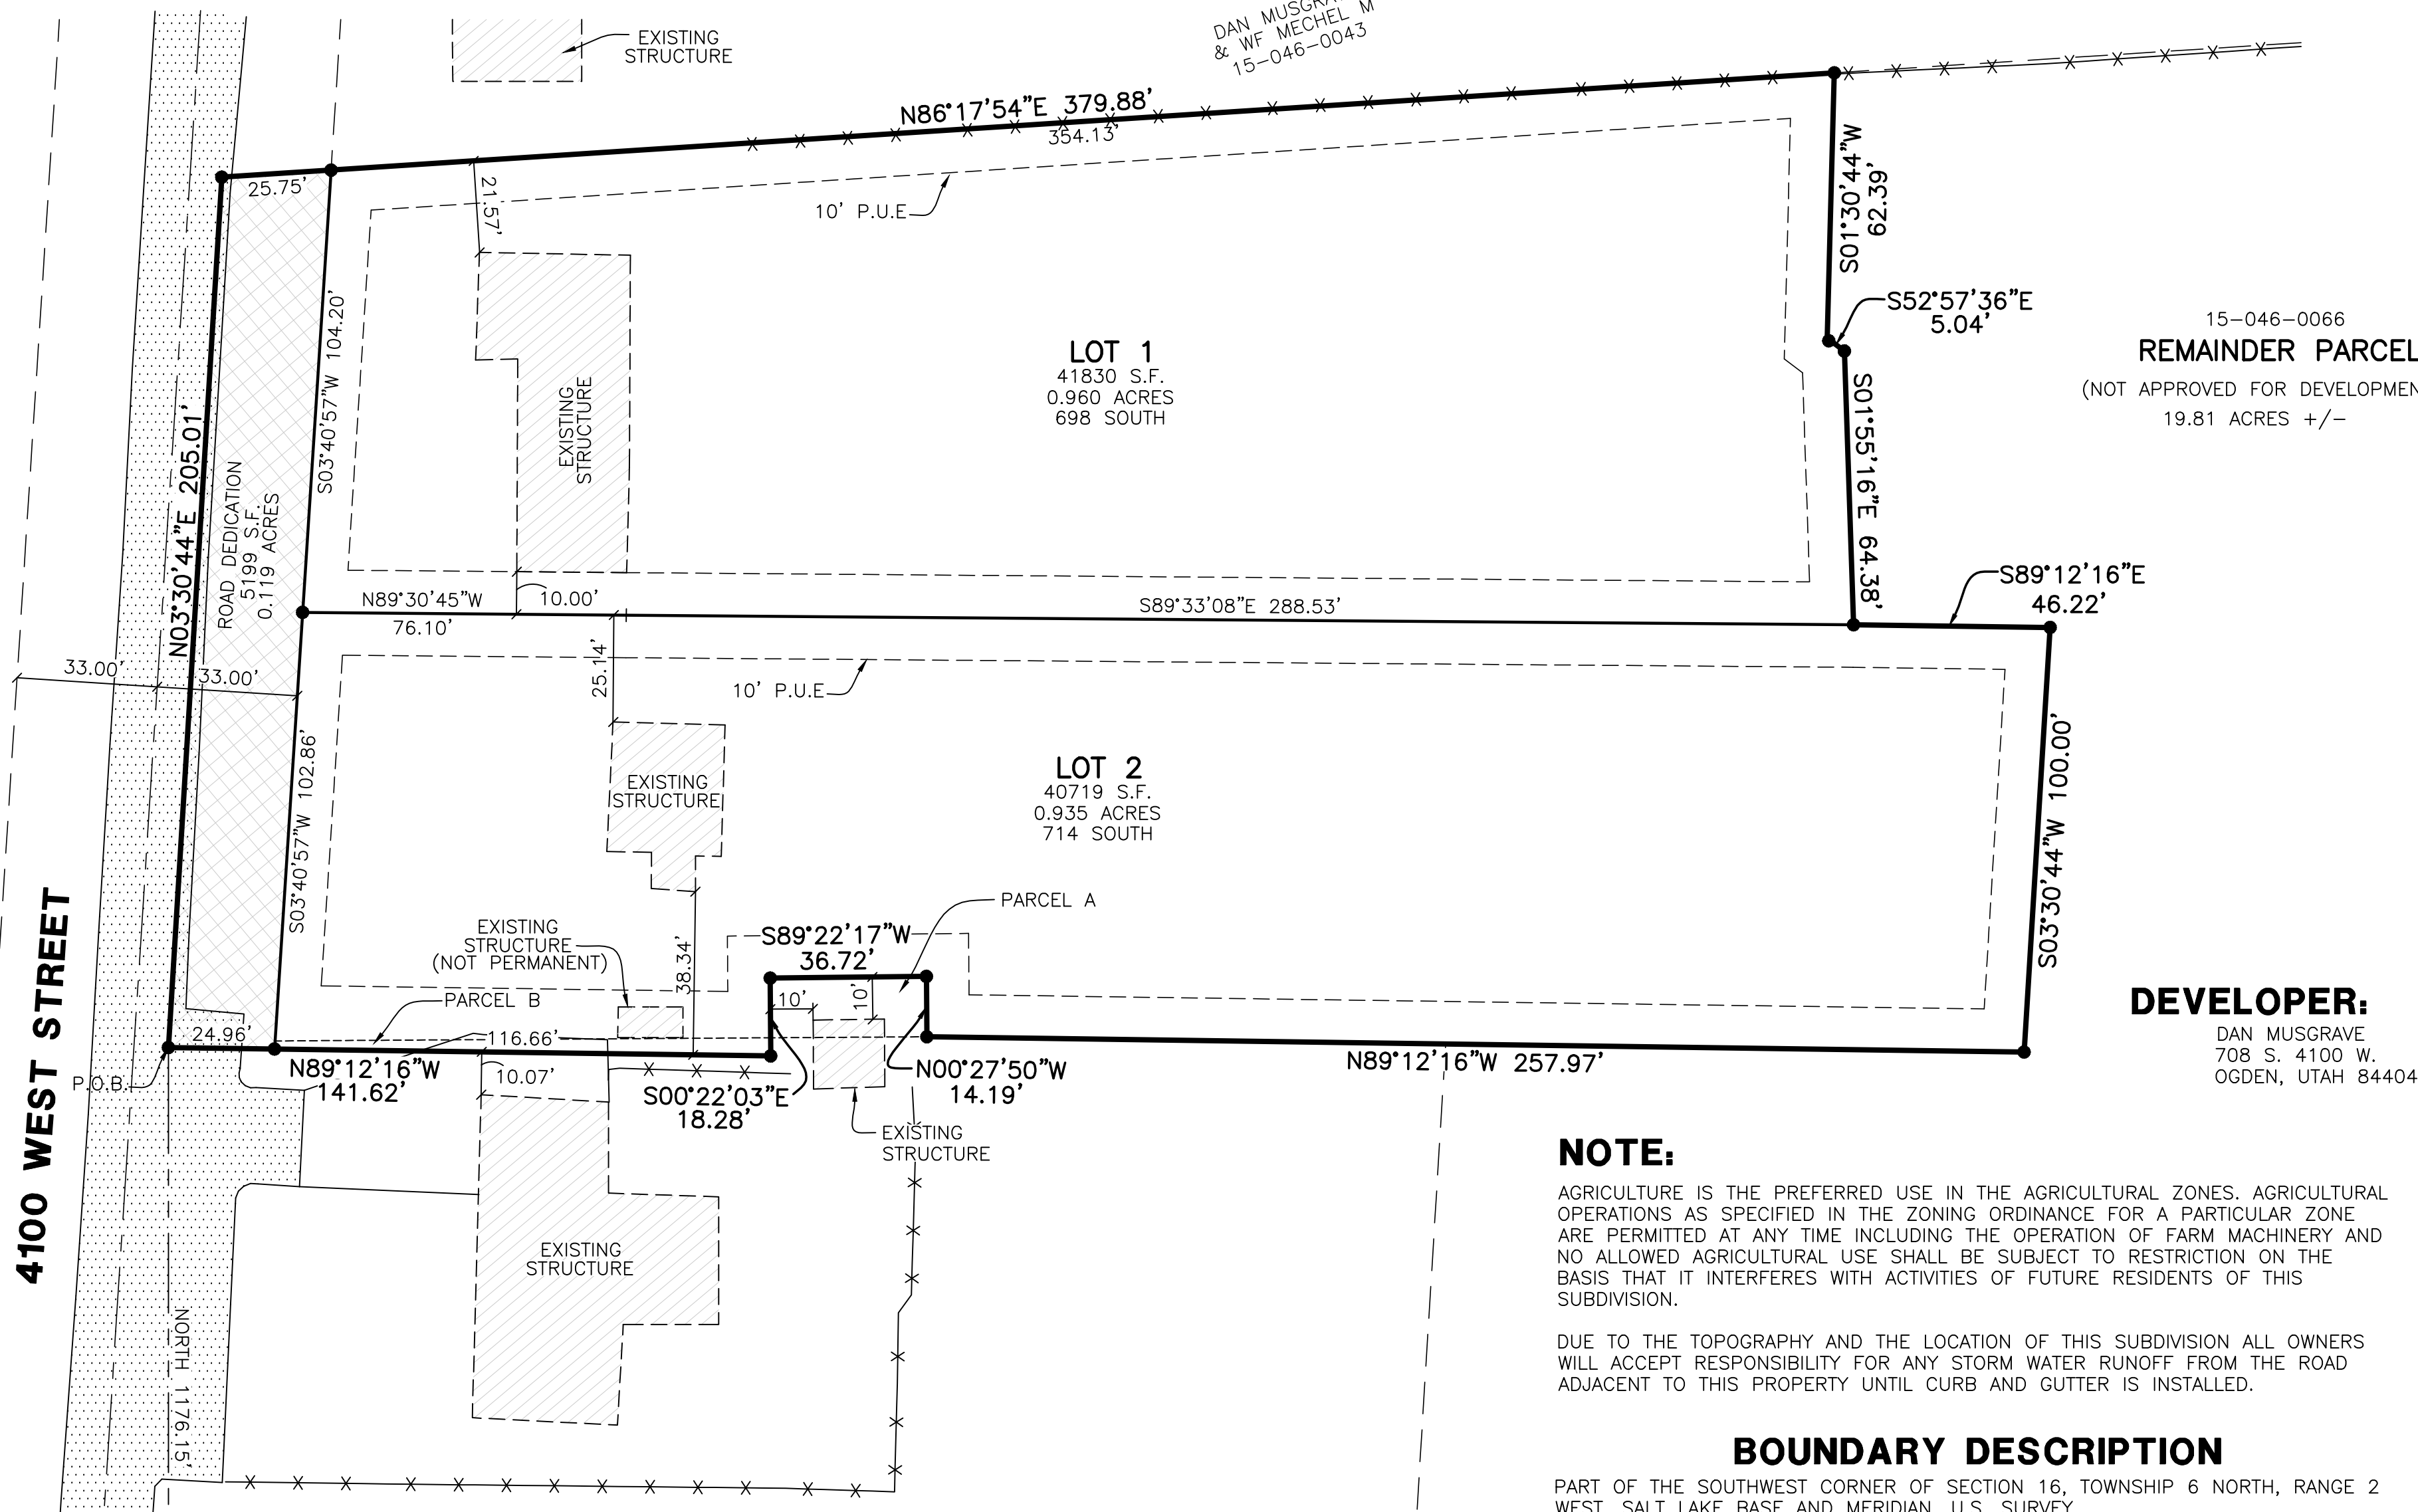 DAN MUSGRA
& WF MECHEL M
15-046-0043
EXISTING
STRUCTURE
N86°17'54"E 379.88'
354.13'
25.75'
21.57'
10' P.U.E
S01°30'44"W
62.39'
S52°57'36"E
5.04'
15-046-0066
REMAINDER PARCEL
(NOT APPROVED FOR DEVELOPMEN
19.81 ACRES +/-
LOT 1
41830 S.F.
0.960 ACRES
698 SOUTH
EXISTING
STRUCTURE
S03°40'57"W 104.20'
N03°30'44"E 205.01'
ROAD DEDICATION
5199 S.F.
0.119 ACRES
S01°55'16"E 64.38'
S89°12'16"E
46.22'
N89°30'45"W
76.10'
10.00'
S89°33'08"E 288.53'
33.00'
33.00'
25.14'
10' P.U.E
S03°40'57"W 102.86'
EXISTING
STRUCTURE
LOT 2
40719 S.F.
0.935 ACRES
714 SOUTH
S03°30'44"W 100.00'
PARCEL A
EXISTING
STRUCTURE
(NOT PERMANENT)
S89°22'17"W
36.72'
38.34'
10'
10'
PARCEL B
24.96'
116.66'
P.O.B.
N89°12'16"W
141.62'
10.07'
S00°22'03"E
18.28'
N00°27'50"W
14.19'
N89°12'16"W 257.97'
EXISTING
STRUCTURE
EXISTING
STRUCTURE
4100 WEST STREET
NORTH 1176.15'
DEVELOPER:
DAN MUSGRAVE
708 S. 4100 W.
OGDEN, UTAH 84404
NOTE:
AGRICULTURE IS THE PREFERRED USE IN THE AGRICULTURAL ZONES. AGRICULTURAL
OPERATIONS AS SPECIFIED IN THE ZONING ORDINANCE FOR A PARTICULAR ZONE
ARE PERMITTED AT ANY TIME INCLUDING THE OPERATION OF FARM MACHINERY AND
NO ALLOWED AGRICULTURAL USE SHALL BE SUBJECT TO RESTRICTION ON THE
BASIS THAT IT INTERFERES WITH ACTIVITIES OF FUTURE RESIDENTS OF THIS
SUBDIVISION.
DUE TO THE TOPOGRAPHY AND THE LOCATION OF THIS SUBDIVISION ALL OWNERS
WILL ACCEPT RESPONSIBILITY FOR ANY STORM WATER RUNOFF FROM THE ROAD
ADJACENT TO THIS PROPERTY UNTIL CURB AND GUTTER IS INSTALLED.
BOUNDARY DESCRIPTION
PART OF THE SOUTHWEST CORNER OF SECTION 16, TOWNSHIP 6 NORTH, RANGE 2
WEST, SALT LAKE BASE AND MERIDIAN, U.S. SURVEY